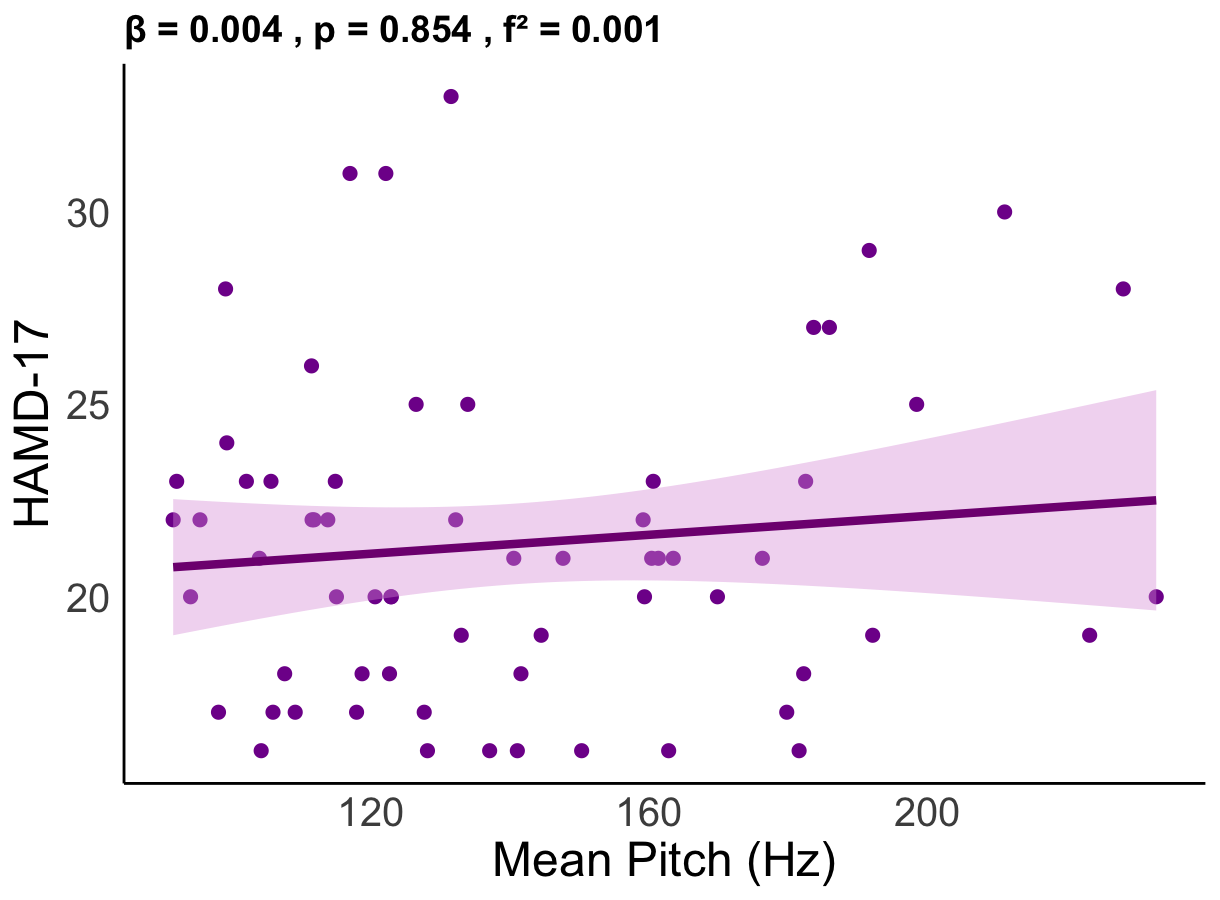 β = 0.004 , p = 0.854 , f² = 0.001
HAMD-17
30
25
20
120 160 200
Mean Pitch (Hz)